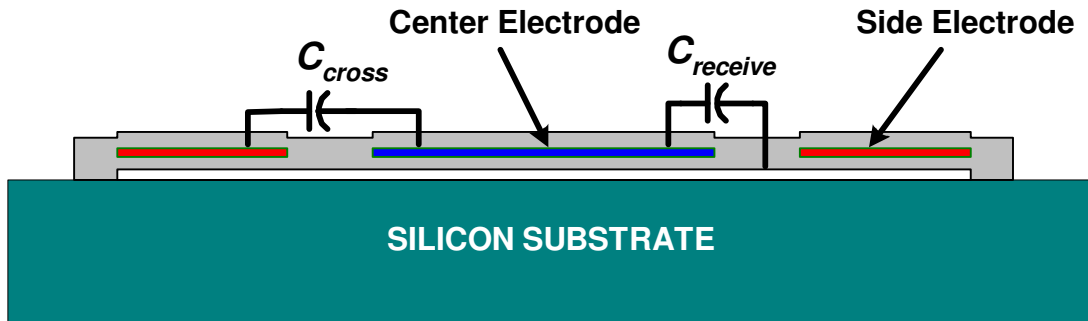 Center Electrode
Side Electrode
C_cross
C_receive
SILICON SUBSTRATE